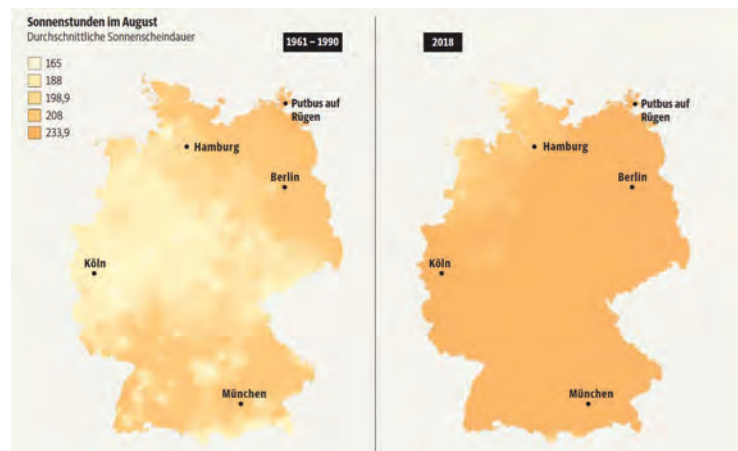 Sonnenstunden im August
Durchschnittliche Sonnenscheindauer
165
188
198,9
208
233,9
1961 – 1990
Putbus auf
Rügen
Hamburg
Berlin
Köln
München
2018
Putbus auf
Rügen
Hamburg
Berlin
Köln
München